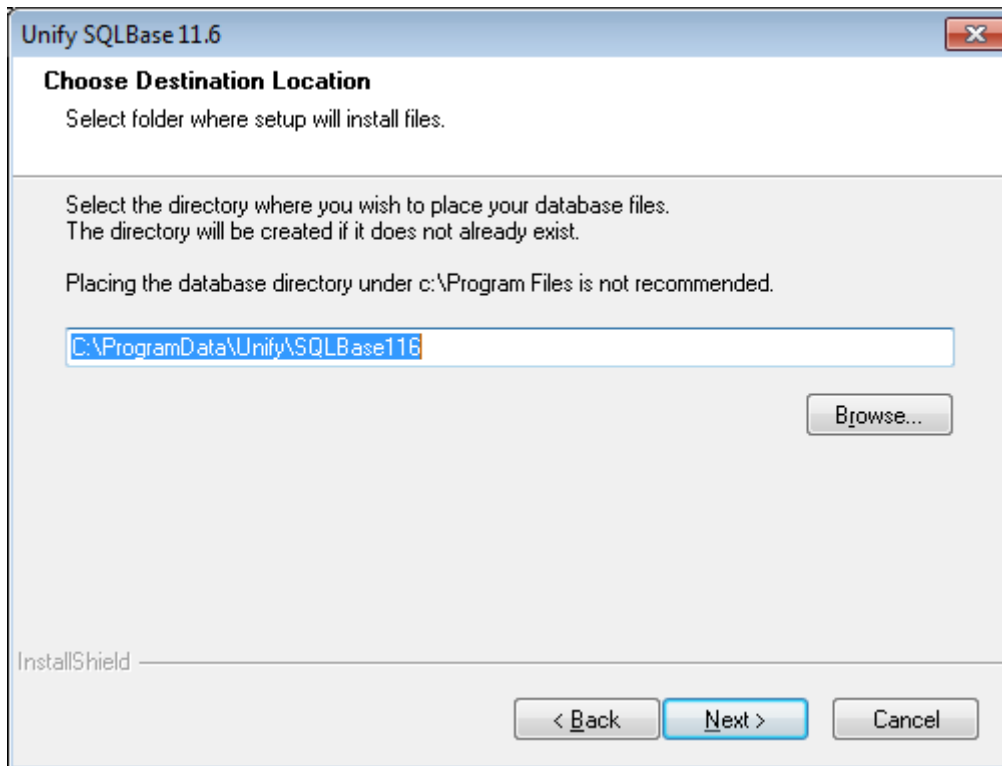 Unify SQLBase 11.6
Choose Destination Location
Select folder where setup will install files.
Select the directory where you wish to place your database files.
The directory will be created if it does not already exist.
Placing the database directory under c:\Program Files is not recommended.
C:\ProgramData\Unify\SQLBase116
Browse...
InstallShield
< Back Next > Cancel